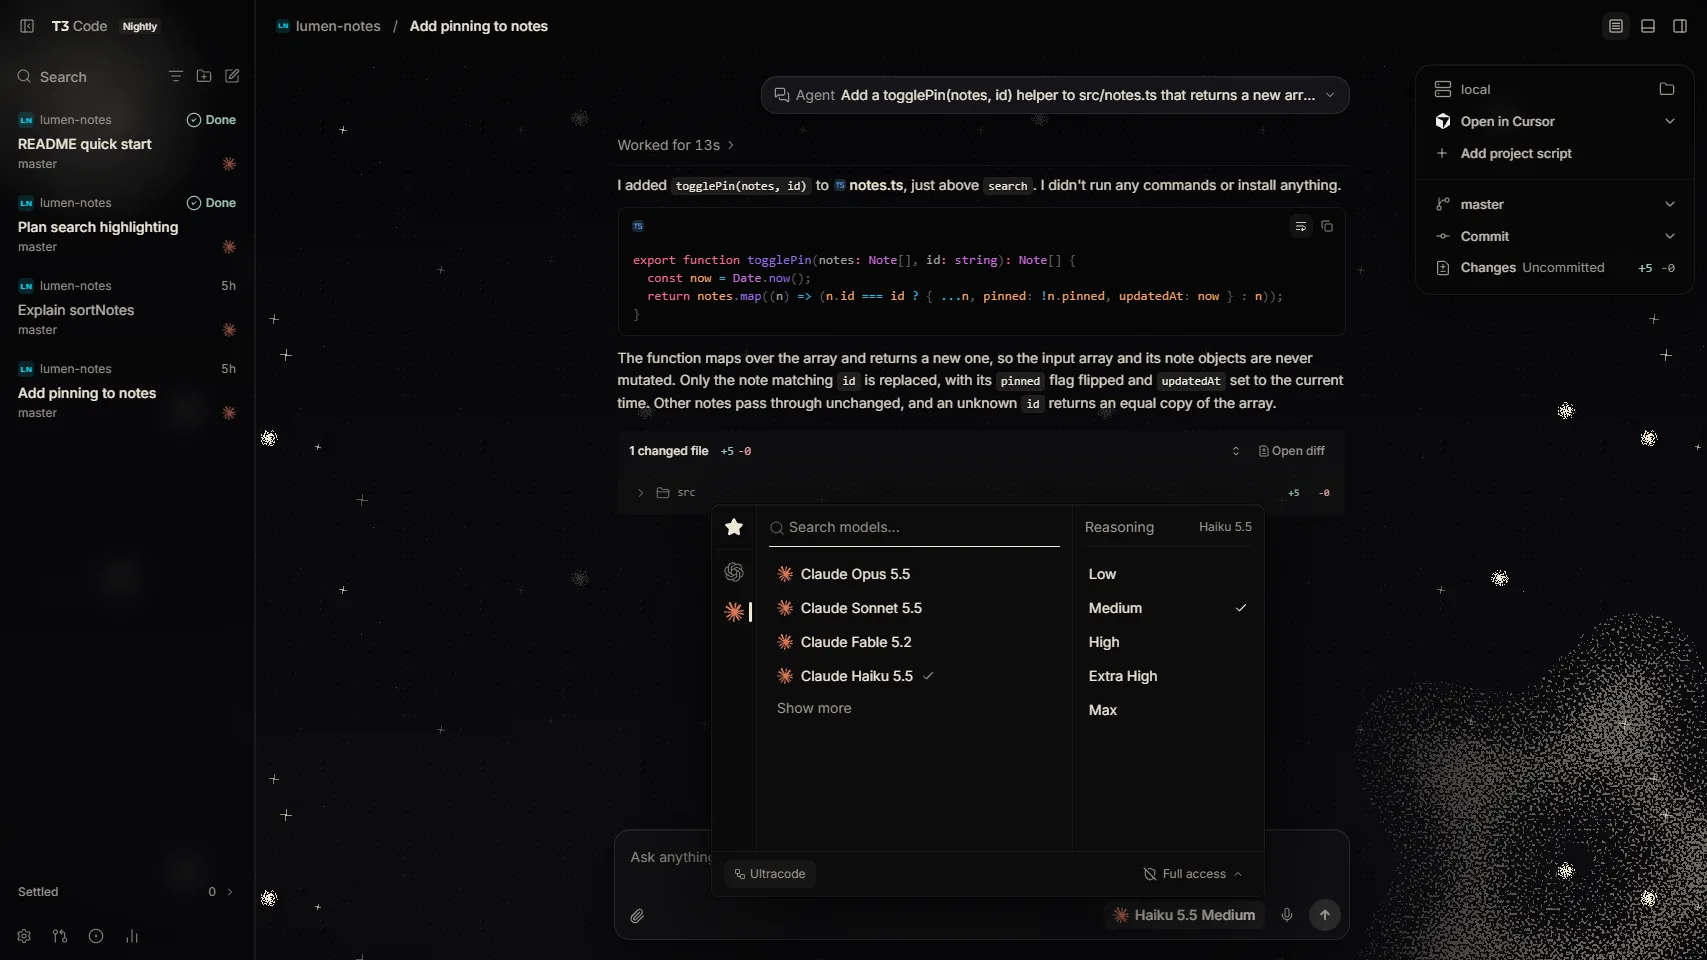 T3 Code Nightly
Search
LN lumen-notes Done
README quick start
master
LN lumen-notes Done
Plan search highlighting
master
LN lumen-notes 5h
Explain sortNotes
master
LN lumen-notes 5h
Add pinning to notes
master
Settled 0
LN lumen-notes / Add pinning to notes
Agent Add a togglePin(notes, id) helper to src/notes.ts that returns a new arr...
Worked for 13s
I added togglePin(notes, id) to TS notes.ts, just above search. I didn't run any commands or install anything.
TS
export function togglePin(notes: Note[], id: string): Note[] {
const now = Date.now();
return notes.map((n) => (n.id === id ? { ...n, pinned: !n.pinned, updatedAt: now } : n));
}
The function maps over the array and returns a new one, so the input array and its note objects are never
mutated. Only the note matching id is replaced, with its pinned flag flipped and updatedAt set to the current
time. Other notes pass through unchanged, and an unknown id returns an equal copy of the array.
1 changed file +5 -0 Open diff
src +5 -0
Search models...
Claude Opus 5.5
Claude Sonnet 5.5
Claude Fable 5.2
Claude Haiku 5.5
Show more
Reasoning Haiku 5.5
Low
Medium
High
Extra High
Max
Ultracode Full access
Ask anything
Haiku 5.5 Medium
local
Open in Cursor
Add project script
master
Commit
Changes Uncommitted +5 -0